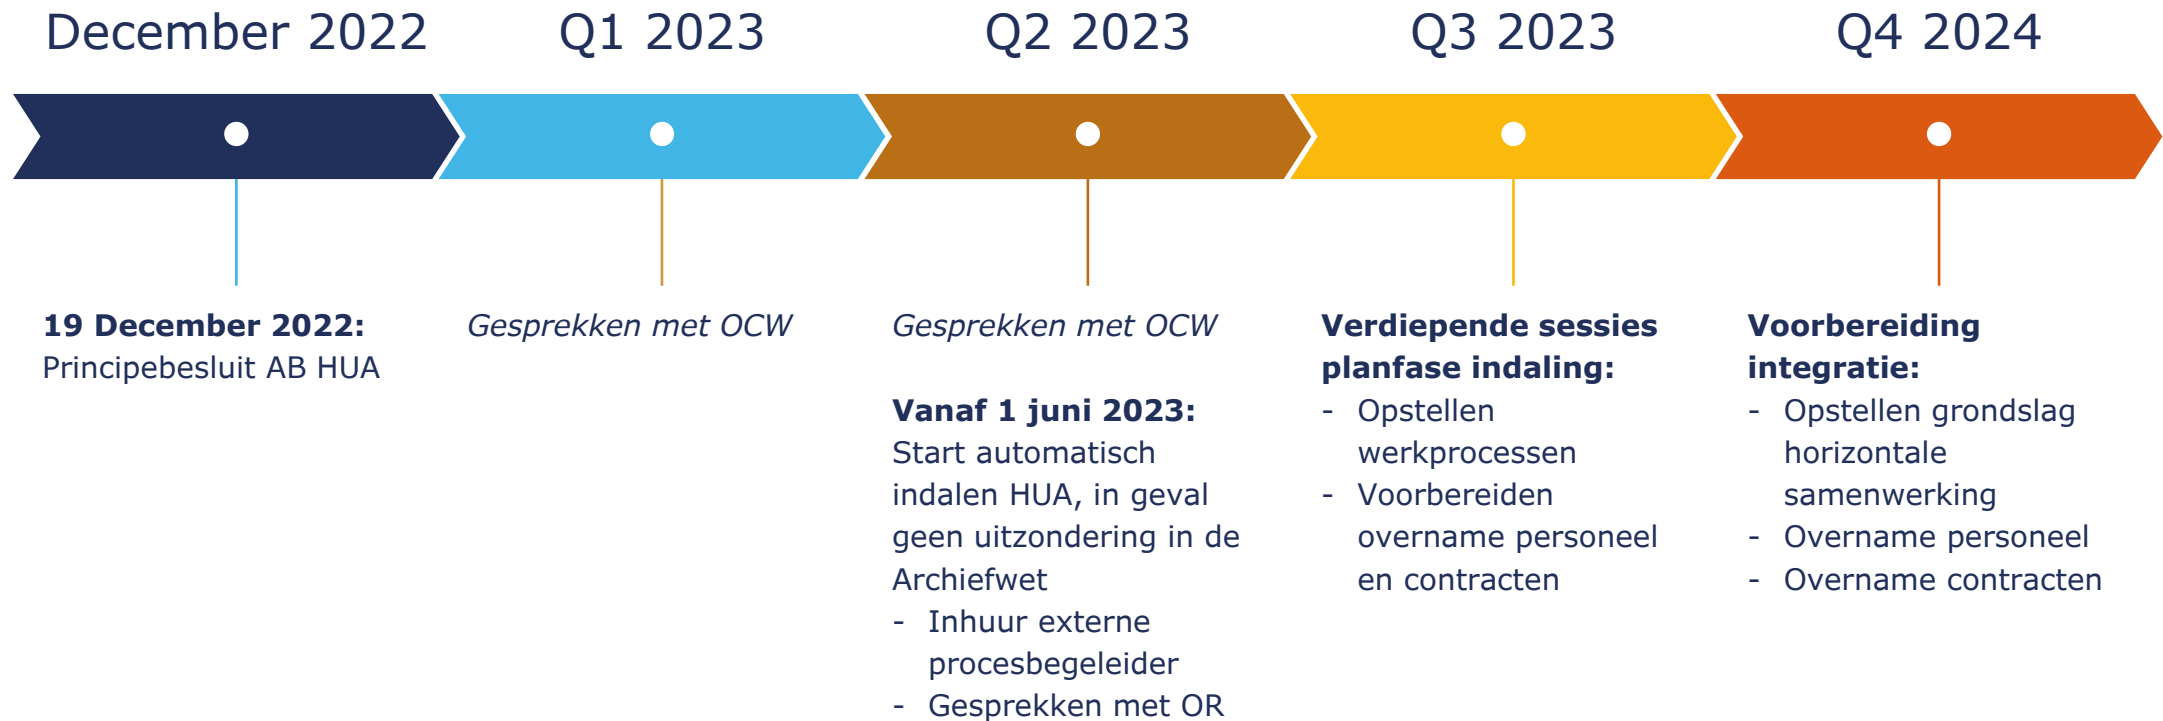 December 2022
Q1 2023
Q2 2023
Q3 2023
Q4 2024
19 December 2022:
Principebesluit AB HUA
Gesprekken met OCW
Gesprekken met OCW
Vanaf 1 juni 2023:
Start automatisch
indalen HUA, in geval
geen uitzondering in de
Archiefwet
- Inhuur externe
procesbegeleider
- Gesprekken met OR
Verdiepende sessies
planfase indaling:
- Opstellen
werkprocessen
- Voorbereiden
overname personeel
en contracten
Voorbereiding
integratie:
- Opstellen grondslag
horizontale
samenwerking
- Overname personeel
- Overname contracten